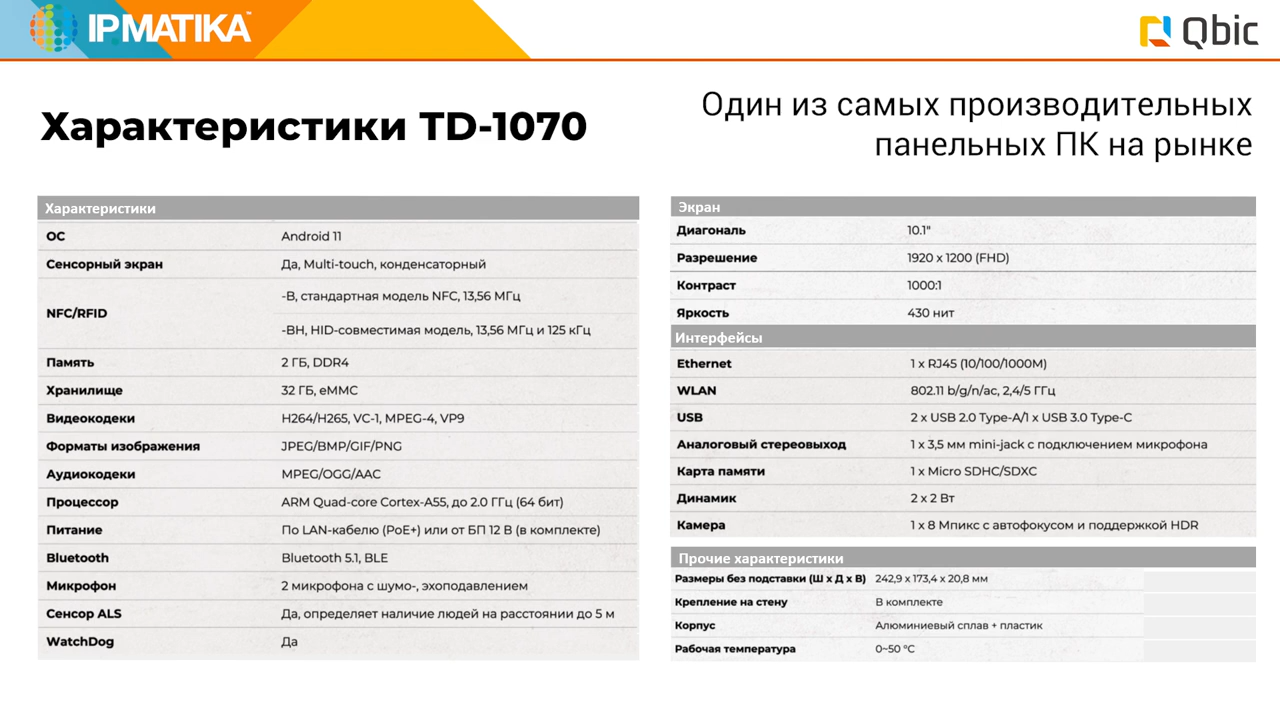 IPMATIKA™
Qbic
Характеристики TD-1070
Один из самых производительных
панельных ПК на рынке
Характеристики
ОС Android 11
Сенсорный экран Да, Multi-touch, конденсаторный
NFC/RFID
-B, стандартная модель NFC, 13,56 МГц
-BH, HID-совместимая модель, 13,56 МГц и 125 кГц
Память 2 ГБ, DDR4
Хранилище 32 ГБ, eMMC
Видеокодеки H264/H265, VC-1, MPEG-4, VP9
Форматы изображения JPEG/BMP/GIF/PNG
Аудиокодеки MPEG/OGG/AAC
Процессор ARM Quad-core Cortex-A55, до 2.0 ГГц (64 бит)
Питание По LAN-кабелю (PoE+) или от БП 12 В (в комплекте)
Bluetooth Bluetooth 5.1, BLE
Микрофон 2 микрофона с шумо-, эхоподавлением
Сенсор ALS Да, определяет наличие людей на расстоянии до 5 м
WatchDog Да
Экран
Диагональ 10.1"
Разрешение 1920 x 1200 (FHD)
Контраст 1000:1
Яркость 430 нит
Интерфейсы
Ethernet 1 x RJ45 (10/100/1000M)
WLAN 802.11 b/g/n/ac, 2,4/5 ГГц
USB 2 x USB 2.0 Type-A/1 x USB 3.0 Type-C
Аналоговый стереовыход 1 x 3,5 мм mini-jack с подключением микрофона
Карта памяти 1 x Micro SDHC/SDXC
Динамик 2 x 2 Вт
Камера 1 x 8 Мпикс с автофокусом и поддержкой HDR
Прочие характеристики
Размеры без подставки (Ш x Д x В) 242,9 x 173,4 x 20,8 мм
Крепление на стену В комплекте
Корпус Алюминиевый сплав + пластик
Рабочая температура 0~50 °C